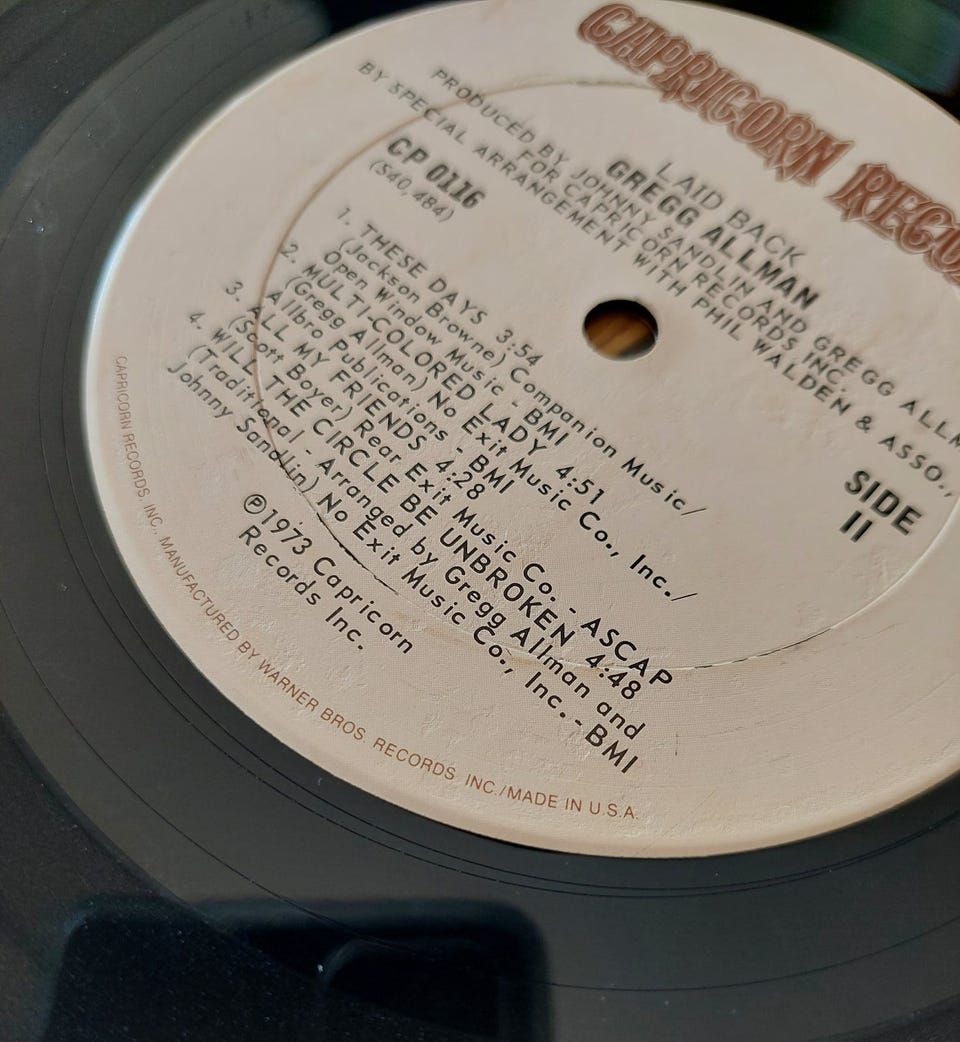 CAPRICORN RECO
LAID BACK
GREGG ALLMAN
PRODUCED BY JOHNNY SANDLIN AND GREGG ALLM
FOR CAPRICORN RECORDS INC.
BY SPECIAL ARRANGEMENT WITH PHIL WALDEN & ASSO.,
CP 0116
(S40,484)
SIDE
II
1. THESE DAYS 3:54
(Jackson Browne) Companion Music/
Open Window Music - BMI
2. MULTI-COLORED LADY 4:51
(Gregg Allman) No Exit Music Co., Inc./
Allbro Publications - BMI
3. ALL MY FRIENDS 4:28
(Scott Boyer) Rear Exit Music Co. - ASCAP
4. WILL THE CIRCLE BE UNBROKEN 4:48
(Traditional - Arranged by Gregg Allman and
Johnny Sandlin) No Exit Music Co., Inc. - BMI
℗1973 Capricorn
Records Inc.
CAPRICORN RECORDS, INC., MANUFACTURED BY WARNER BROS. RECORDS INC./MADE IN U.S.A.